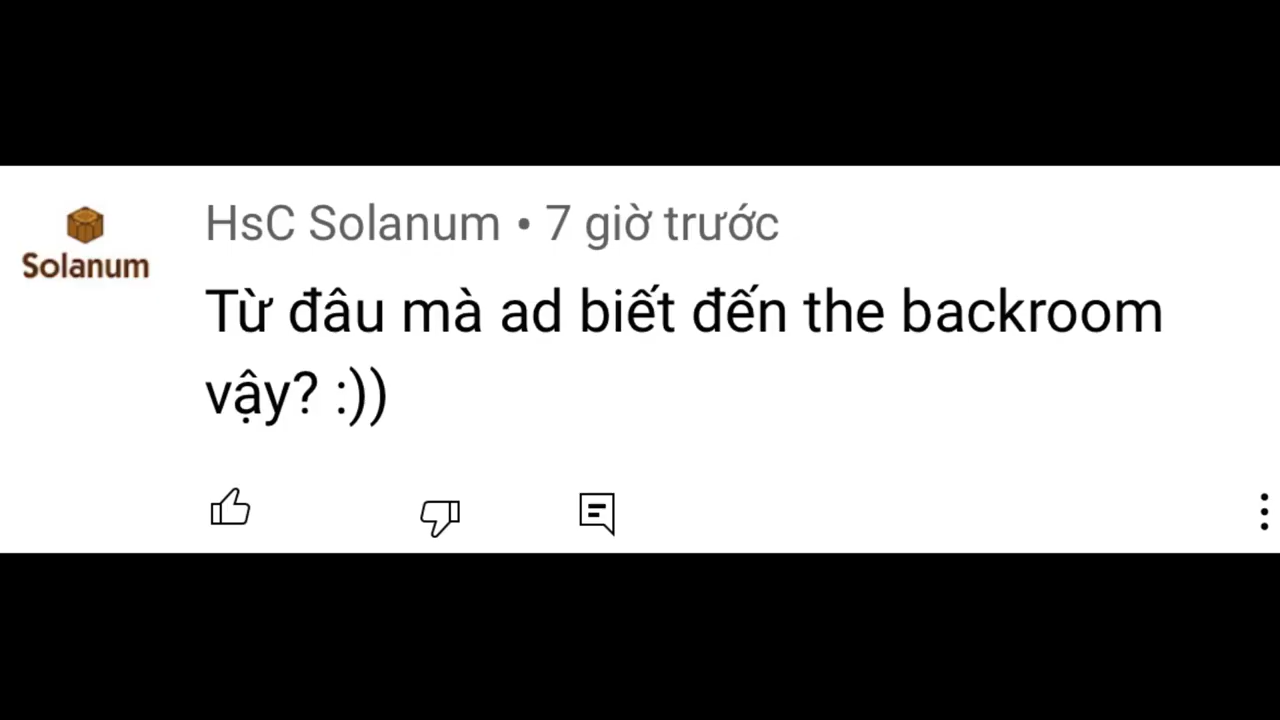 Solanum
HsC Solanum • 7 giờ trước
Từ đâu mà ad biết đến the backroom
vậy? :))